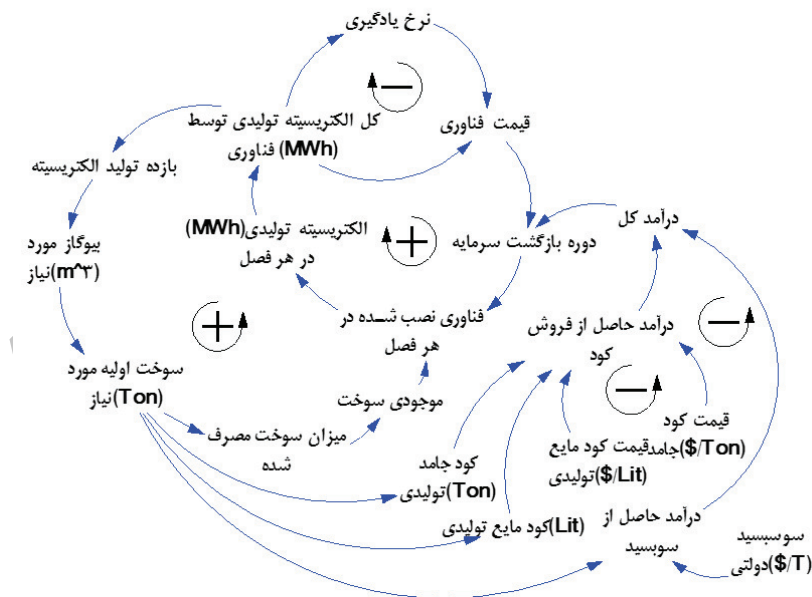 نرخ یادگیری
کل الکتریسیته تولیدی توسط
فناوری (MWh)
قیمت فناوری
بازده تولید الکتریسیته
الکتریسیته تولیدی(MWh)
در هر فصل
دوره بازگشت سرمایه
درآمد کل
بیوگاز مورد
نیاز(m^۳)
فناوری نصب شده در
هر فصل
درآمد حاصل از فروش
کود
سوخت اولیه مورد
نیاز(Ton)
موجودی سوخت
میزان سوخت مصرف
شده
کود جامد
تولیدی(Ton)
قیمت کود مایع
تولیدی($/Lit)
قیمت کود
جامد($/Ton)
کود مایع تولیدی(Lit)
درآمد حاصل از
سوبسید
سوسبسید
دولتی($/T)